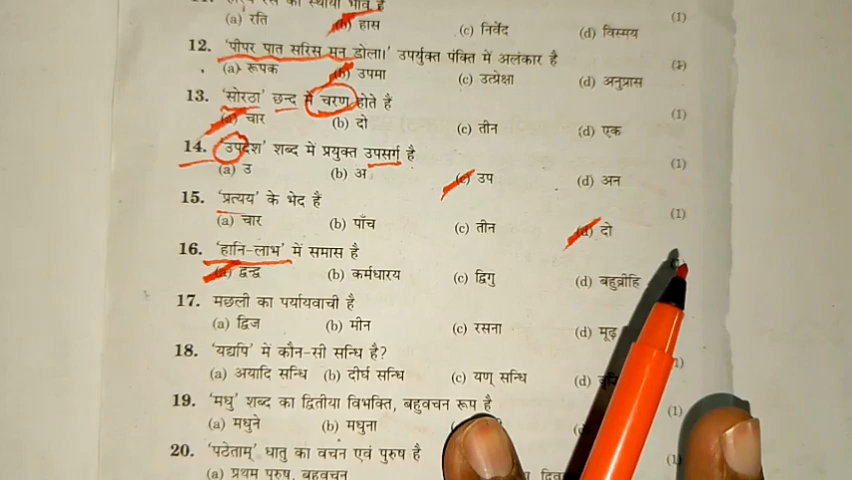 रस का स्थायी भाव है
(a) रति (b) हास (c) निर्वेद (d) विस्मय (1)
12. 'पीपर पात सरिस मन डोला।' उपर्युक्त पंक्ति में अलंकार है
(a) रूपक (b) उपमा (c) उत्प्रेक्षा (d) अनुप्रास (1)
13. 'सोरठा' छन्द में चरण होते हैं
(a) चार (b) दो (c) तीन (d) एक (1)
14. 'उपदेश' शब्द में प्रयुक्त उपसर्ग है
(a) उ (b) अ (c) उप (d) अन (1)
15. 'प्रत्यय' के भेद हैं
(a) चार (b) पाँच (c) तीन (d) दो (1)
16. 'हानि-लाभ' में समास है
(a) द्वन्द्व (b) कर्मधारय (c) द्विगु (d) बहुव्रीहि
17. मछली का पर्यायवाची है
(a) द्विज (b) मीन (c) रसना (d) मूढ़
18. 'यद्यपि' में कौन-सी सन्धि है?
(a) अयादि सन्धि (b) दीर्घ सन्धि (c) यण् सन्धि (d)
19. 'मधु' शब्द का द्वितीया विभक्ति, बहुवचन रूप है
(a) मधुने (b) मधुना (1)
20. 'पठेताम्' धातु का वचन एवं पुरुष है
(a) प्रथम पुरुष, बहुवचन (1)